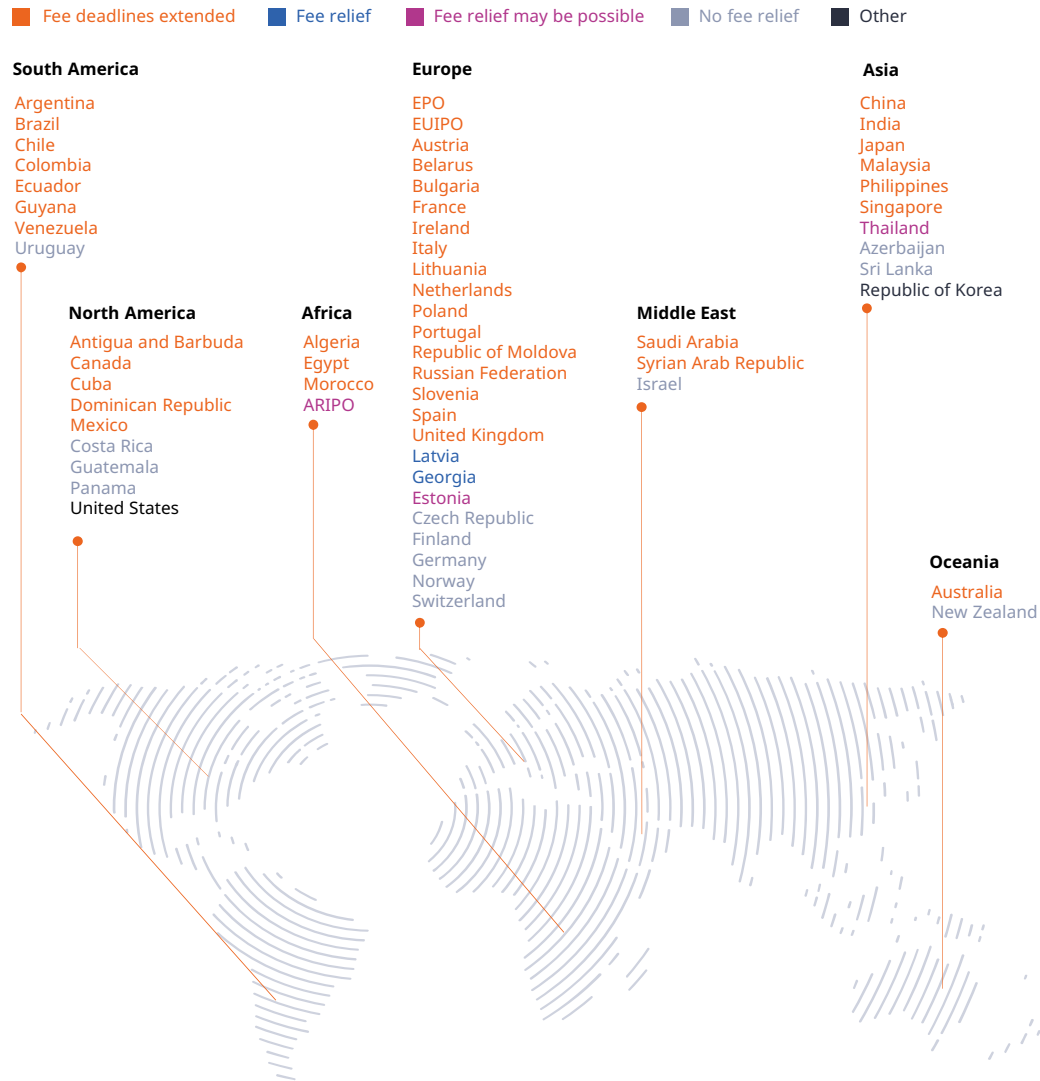 Fee deadlines extended
Fee relief
Fee relief may be possible
No fee relief
Other
South America
Argentina
Brazil
Chile
Colombia
Ecuador
Guyana
Venezuela
Uruguay
North America
Antigua and Barbuda
Canada
Cuba
Dominican Republic
Mexico
Costa Rica
Guatemala
Panama
United States
Africa
Algeria
Egypt
Morocco
ARIPO
Europe
EPO
EUIPO
Austria
Belarus
Bulgaria
France
Ireland
Italy
Lithuania
Netherlands
Poland
Portugal
Republic of Moldova
Russian Federation
Slovenia
Spain
United Kingdom
Latvia
Georgia
Estonia
Czech Republic
Finland
Germany
Norway
Switzerland
Middle East
Saudi Arabia
Syrian Arab Republic
Israel
Asia
China
India
Japan
Malaysia
Philippines
Singapore
Thailand
Azerbaijan
Sri Lanka
Republic of Korea
Oceania
Australia
New Zealand